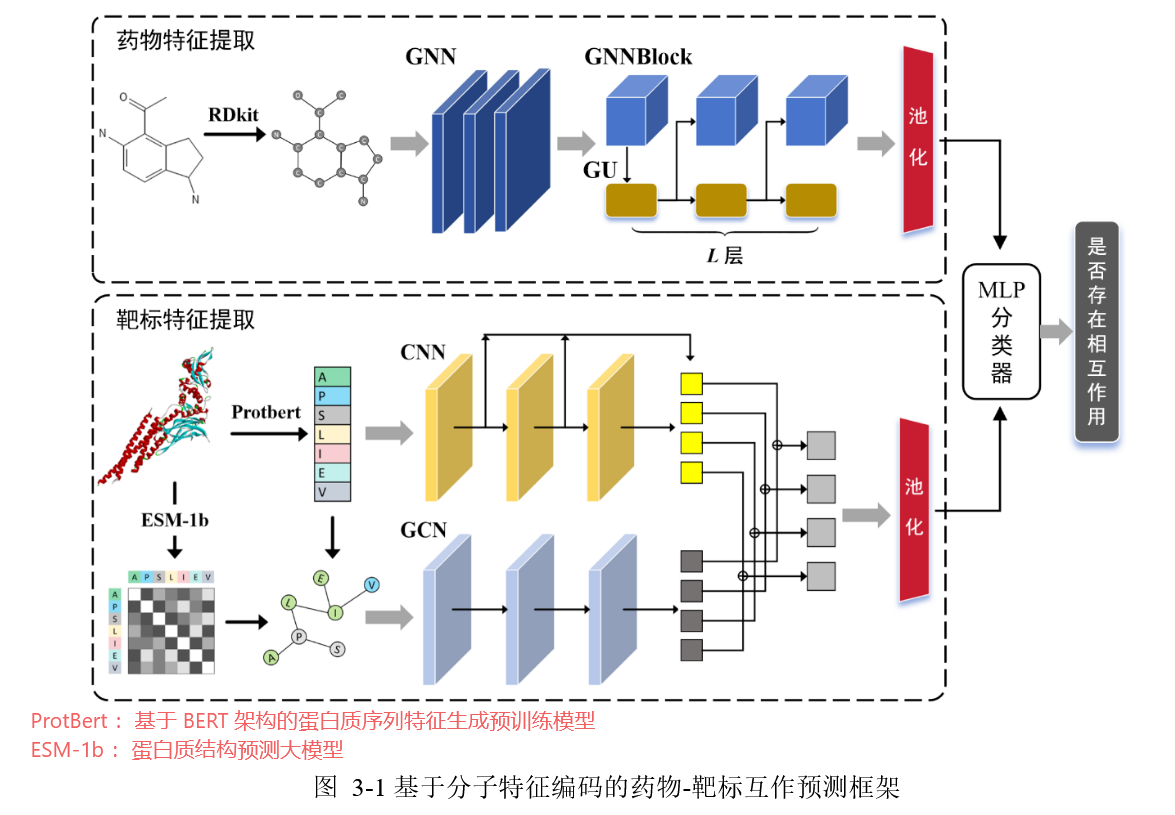 药物特征提取
GNN
GNNBlock
O
N
N
RDkit
O
C
C
N
C
C
C
C
C
C
C
C
C
C
N
GU
L 层
池化
靶标特征提取
CNN
Protbert
A
P
S
L
I
E
V
ESM-1b
GCN
A P S L I E V
A
P
S
L
I
E
V
E
V
L
I
P
S
A
池化
MLP
分
类
器
是否存在相互作用
ProtBert： 基于 BERT 架构的蛋白质序列特征生成预训练模型
ESM-1b： 蛋白质结构预测大模型
图 3-1 基于分子特征编码的药物-靶标互作预测框架